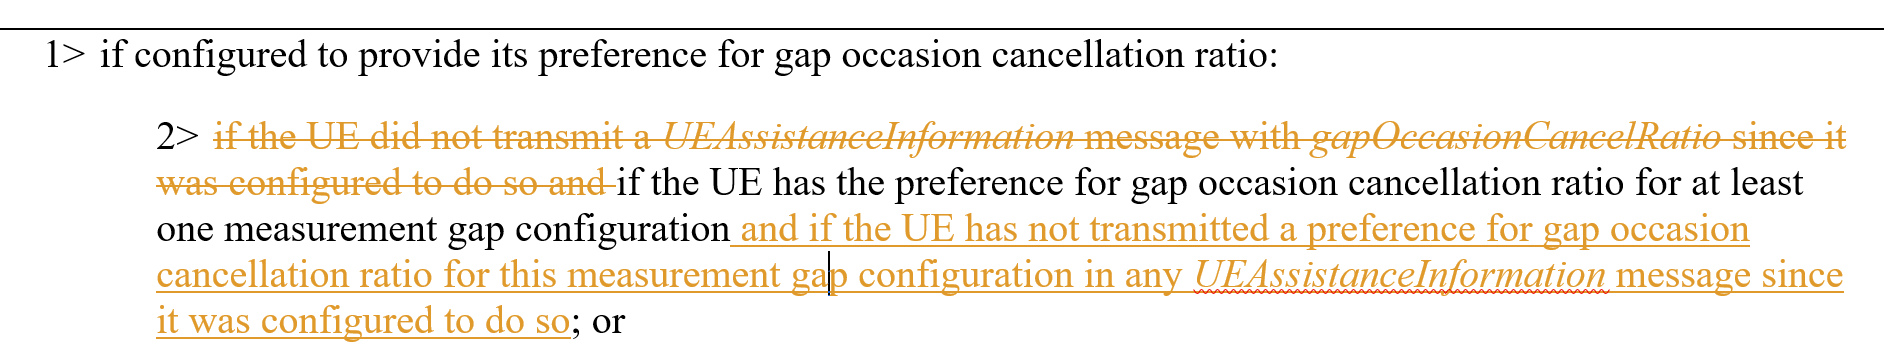 1> if configured to provide its preference for gap occasion cancellation ratio:
2> if the UE did not transmit a UEAssistanceInformation message with gapOccasionCancelRatio since it
was configured to do so and if the UE has the preference for gap occasion cancellation ratio for at least
one measurement gap configuration and if the UE has not transmitted a preference for gap occasion
cancellation ratio for this measurement gap configuration in any UEAssistanceInformation message since
it was configured to do so; or